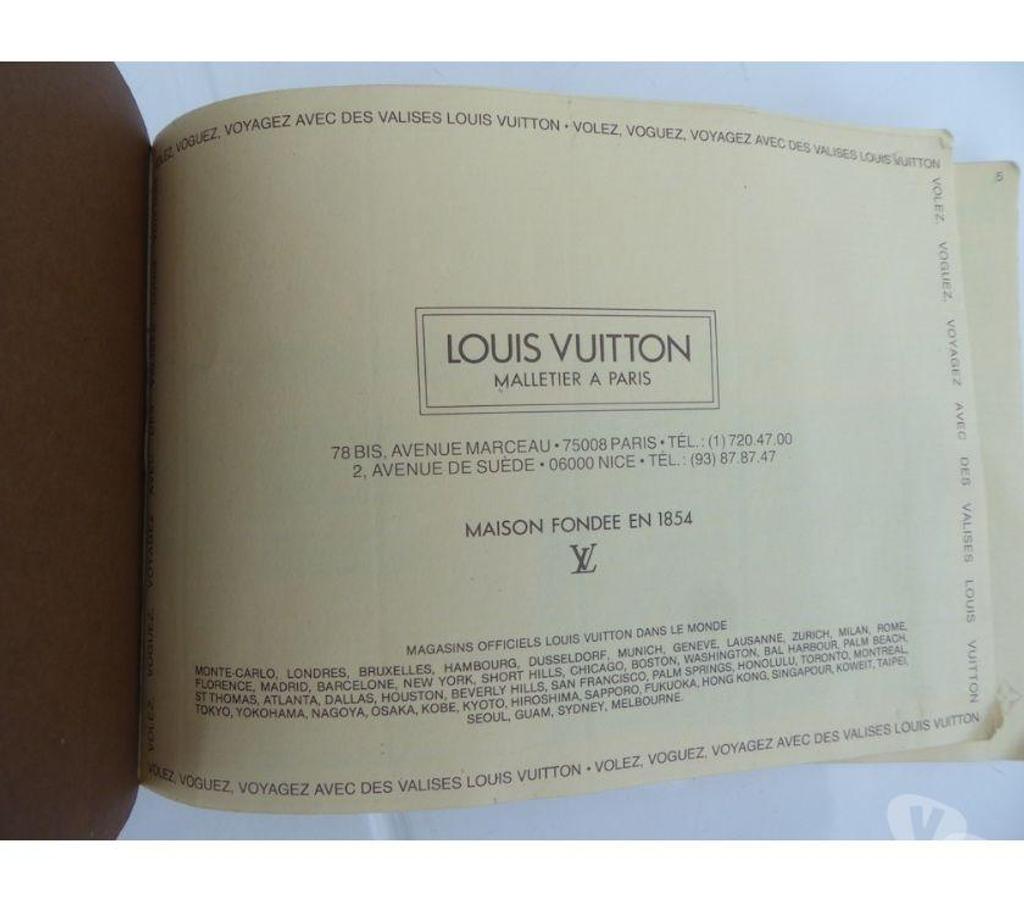 VOLEZ, VOGUEZ, VOYAGEZ AVEC DES VALISES LOUIS VUITTON • VOLEZ, VOGUEZ, VOYAGEZ AVEC DES VALISES LOUIS VUITTON
5
VOLEZ, VOGUEZ, VOYAGEZ AVEC DES VALISES LOUIS VUITTON
LOUIS VUITTON
MALLETIER A PARIS
78 BIS, AVENUE MARCEAU • 75008 PARIS • TÉL. : (1) 720.47.00
2, AVENUE DE SUÈDE • 06000 NICE • TÉL. : (93) 87.87.47
MAISON FONDEE EN 1854
LV
MAGASINS OFFICIELS LOUIS VUITTON DANS LE MONDE
MONTE-CARLO, LONDRES, BRUXELLES, HAMBOURG, DUSSELDORF, MUNICH, GENEVE, LAUSANNE, ZURICH, MILAN, ROME,
FLORENCE, MADRID, BARCELONE, NEW YORK, SHORT HILLS, CHICAGO, BOSTON, WASHINGTON, BAL HARBOUR, PALM BEACH,
ST THOMAS, ATLANTA, DALLAS, HOUSTON, BEVERLY HILLS, SAN FRANCISCO, PALM SPRINGS, HONOLULU, TORONTO, MONTREAL,
TOKYO, YOKOHAMA, NAGOYA, OSAKA, KOBE, KYOTO, HIROSHIMA, SAPPORO, FUKUOKA, HONG KONG, SINGAPOUR, KOWEIT, TAIPEI,
SEOUL, GUAM, SYDNEY, MELBOURNE.
VOLEZ, VOGUEZ, VOYAGEZ AVEC DES VALISES LOUIS VUITTON • VOLEZ, VOGUEZ, VOYAGEZ AVEC DES VALISES LOUIS VUITTON
VOLEZ, VOGUEZ, VOYAGEZ